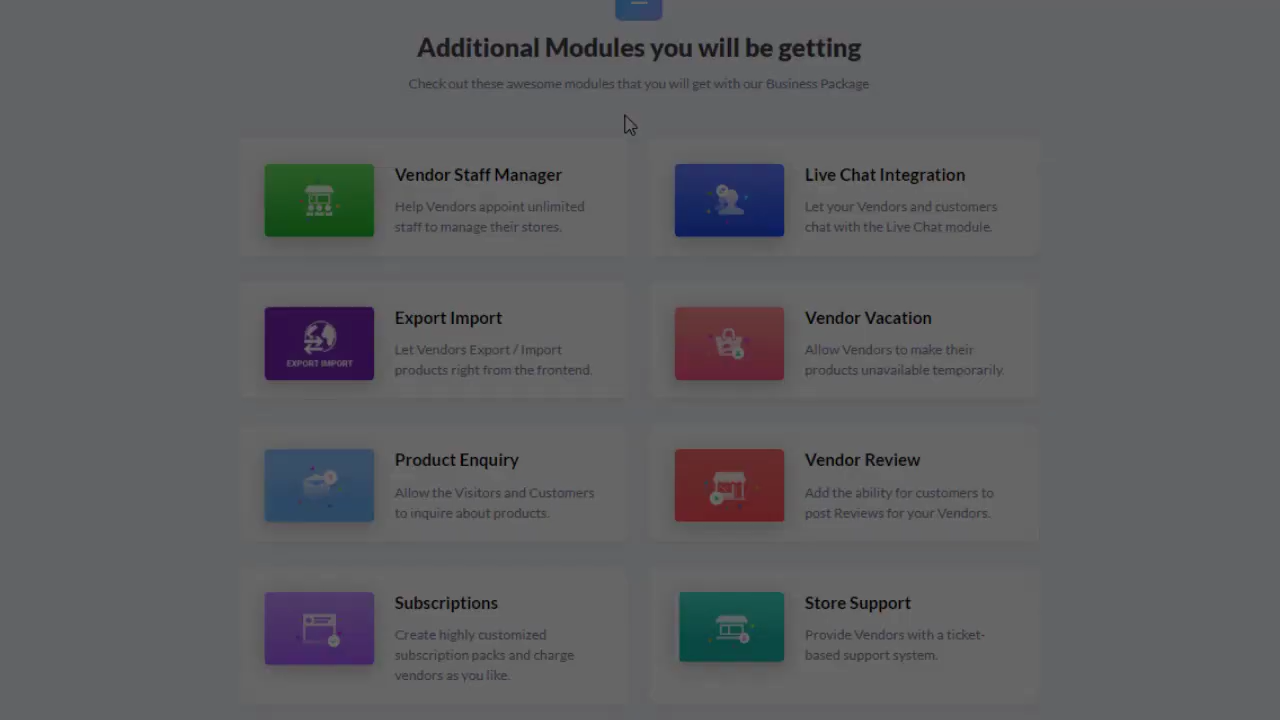 Additional Modules you will be getting
Check out these awesome modules that you will get with our Business Package
Vendor Staff Manager
Help Vendors appoint unlimited
staff to manage their stores.
Live Chat Integration
Let your Vendors and customers
chat with the Live Chat module.
EXPORT IMPORT
Export Import
Let Vendors Export / Import
products right from the frontend.
Vendor Vacation
Allow Vendors to make their
products unavailable temporarily.
Product Enquiry
Allow the Visitors and Customers
to inquire about products.
Vendor Review
Add the ability for customers to
post Reviews for your Vendors.
Subscriptions
Create highly customized
subscription packs and charge
vendors as you like.
Store Support
Provide Vendors with a ticket-
based support system.